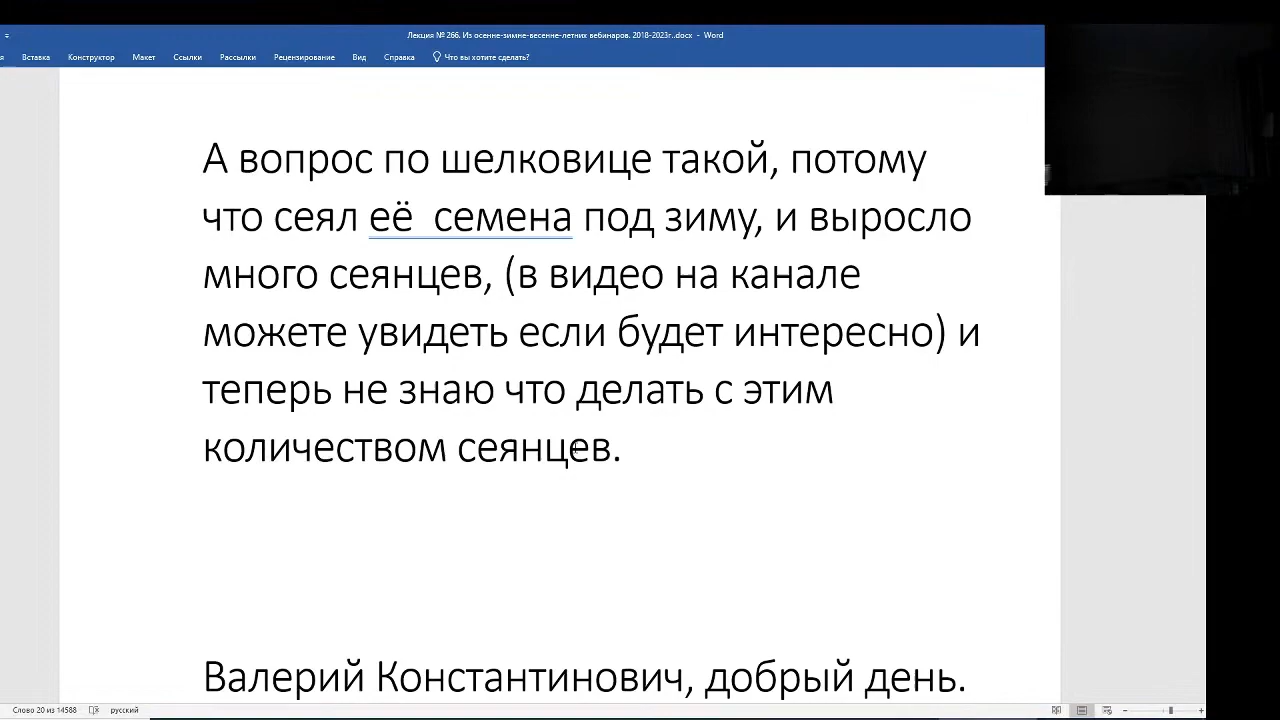 Лекция № 266. Из осенне-зимне-весенне-летних вебинаров. 2018-2023г..docx - Word
Вставка Конструктор Макет Ссылки Рассылки Рецензирование Вид Справка Что вы хотите сделать?
А вопрос по шелковице такой, потому
что сеял её семена под зиму, и выросло
много сеянцев, (в видео на канале
можете увидеть если будет интересно) и
теперь не знаю что делать с этим
количеством сеянцев.
Валерий Константинович, добрый день.
Слово 20 из 14588 русский